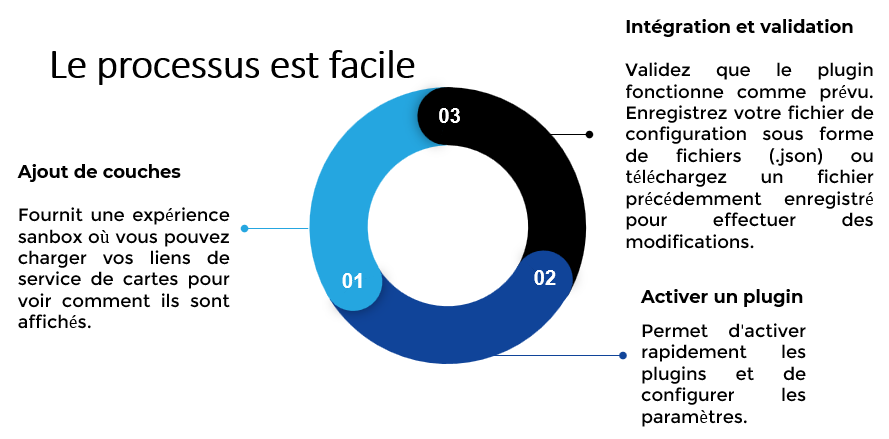 Le processus est facile
Ajout de couches
Fournit une expérience
sanbox où vous pouvez
charger vos liens de
service de cartes pour
voir comment ils sont
affichés.
01
02
03
Intégration et validation
Validez que le plugin
fonctionne comme prévu.
Enregistrez votre fichier de
configuration sous forme
de fichiers (.json) ou
téléchargez un fichier
précédemment enregistré
pour effectuer des
modifications.
Activer un plugin
Permet d'activer
rapidement les
plugins et de
configurer les
paramètres.